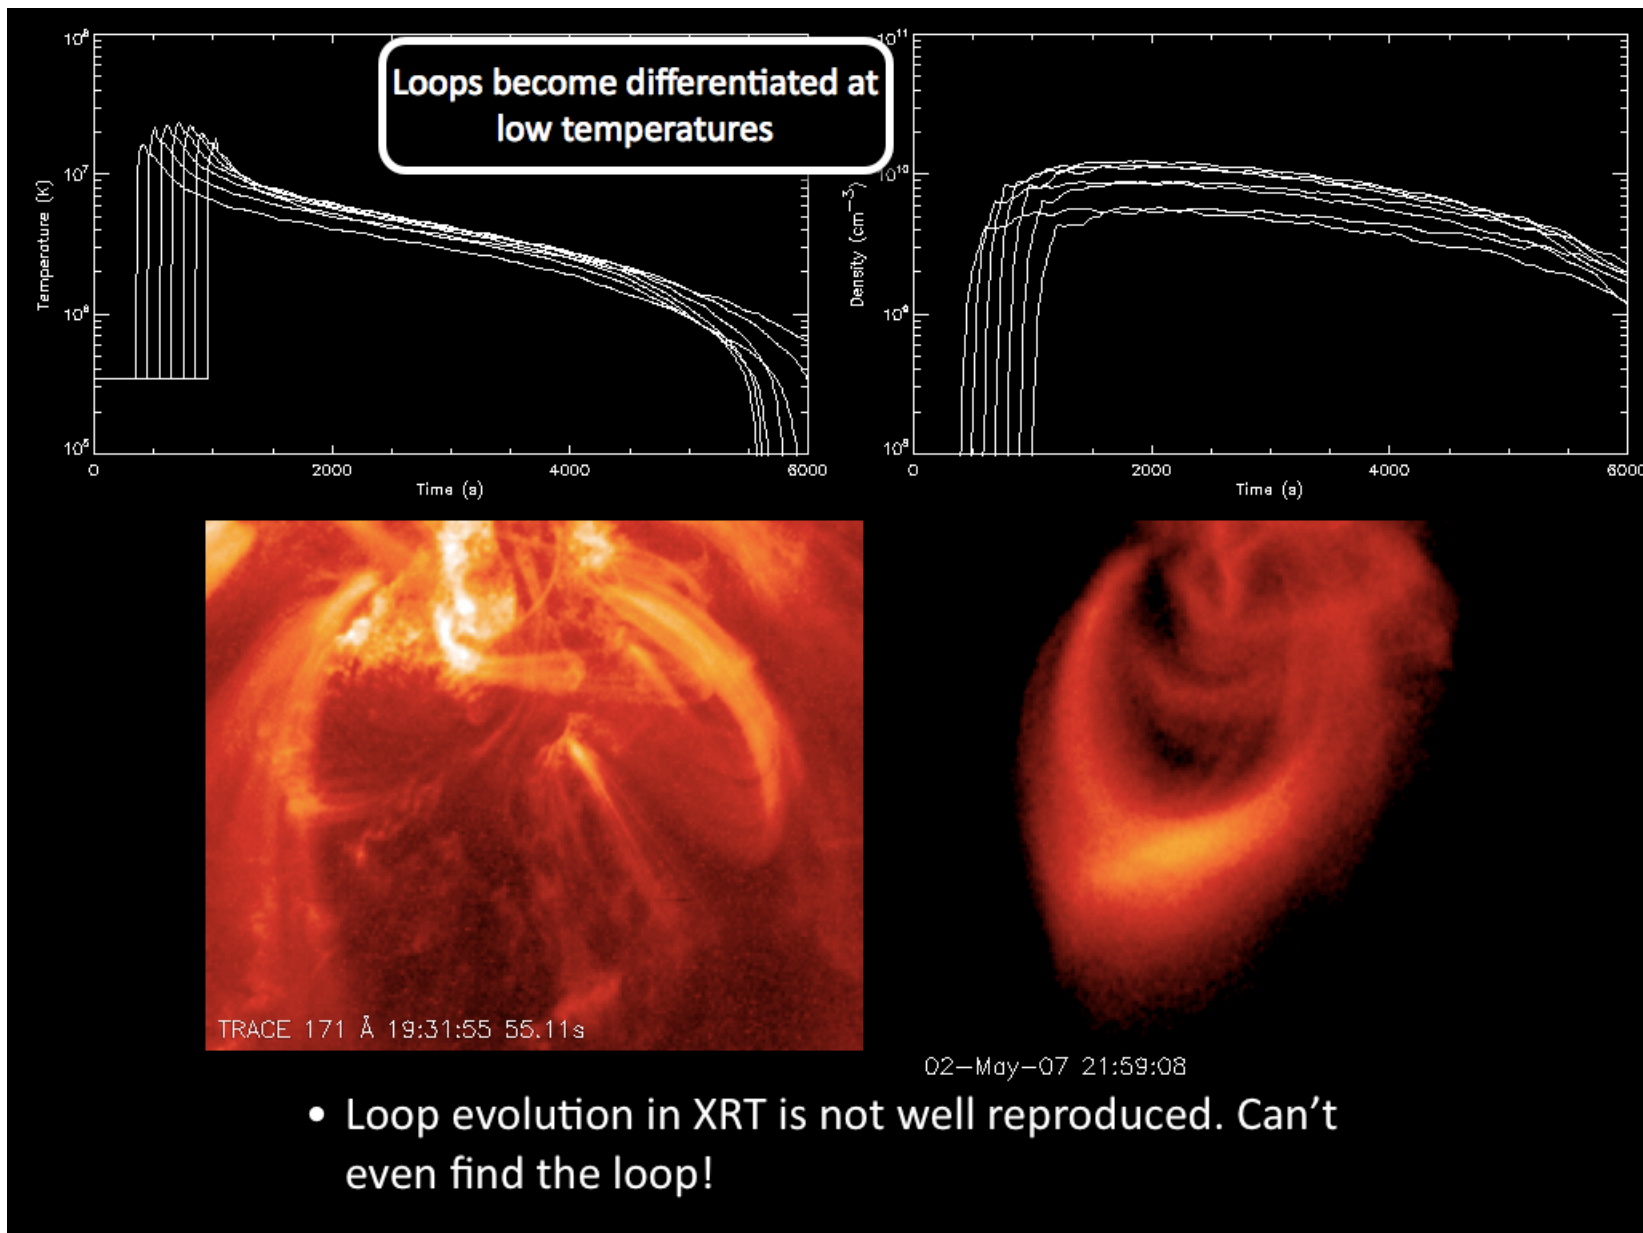 Loops become differentiated at
low temperatures
10⁸
10⁷
10⁶
10⁵
Temperature (K)
0 2000 4000 6000
Time (s)
10¹¹
10¹⁰
10⁹
10⁸
Density (cm⁻³)
0 2000 4000 6000
Time (s)
TRACE 171 Å 19:31:55 55.11s
02-May-07 21:59:08
• Loop evolution in XRT is not well reproduced. Can’t
even find the loop!